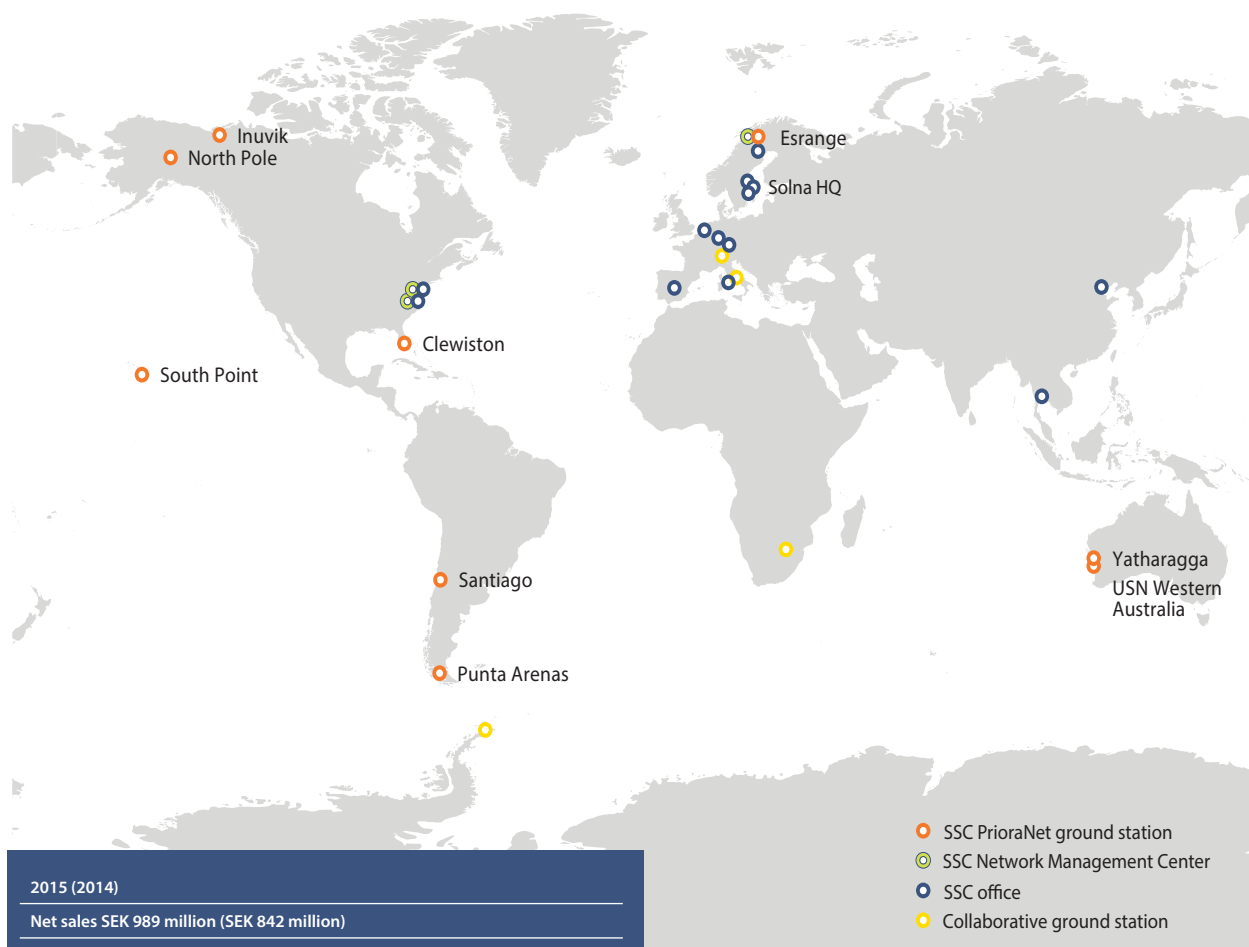 Inuvik
North Pole
Esrange
Solna HQ
Clewiston
South Point
Santiago
Yatharagga
USN Western
Australia
Punta Arenas
SSC PrioraNet ground station
SSC Network Management Center
SSC office
Collaborative ground station
2015 (2014)
Net sales SEK 989 million (SEK 842 million)